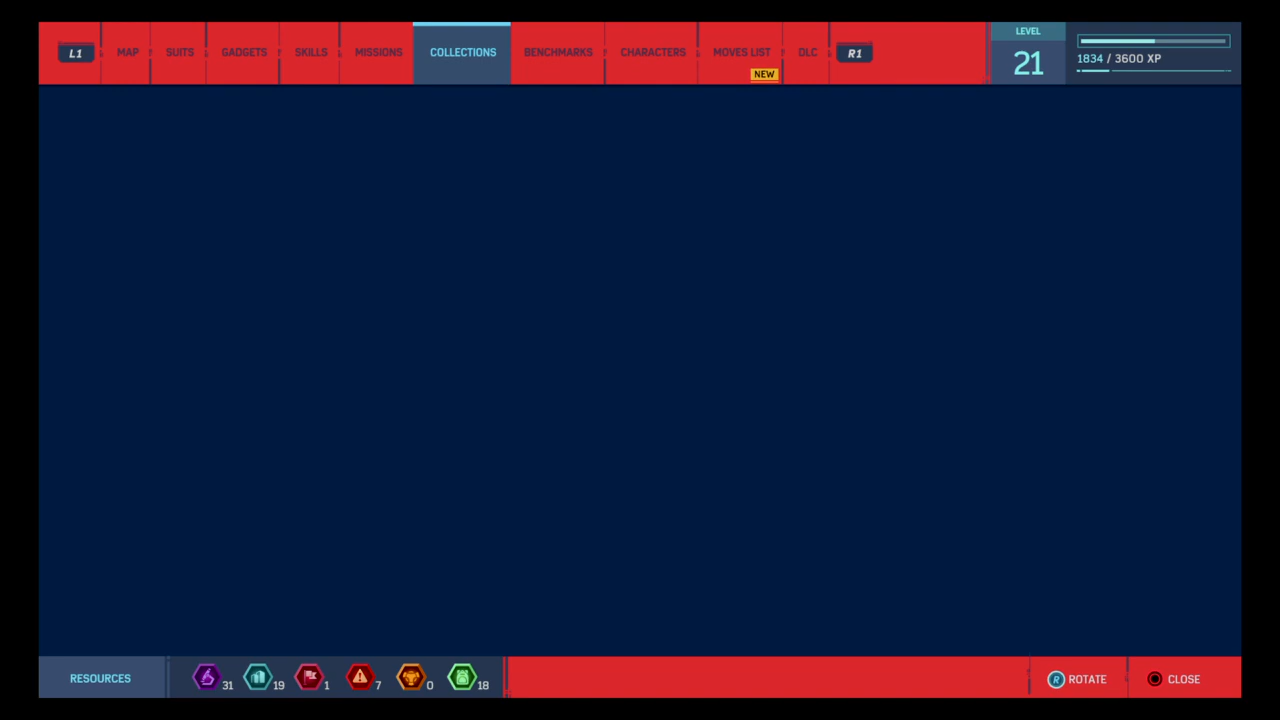 L1 MAP SUITS GADGETS SKILLS MISSIONS COLLECTIONS BENCHMARKS CHARACTERS MOVES LIST DLC R1
NEW
LEVEL
21
1834 / 3600 XP
RESOURCES 31 19 1 7 0 18
R ROTATE CLOSE